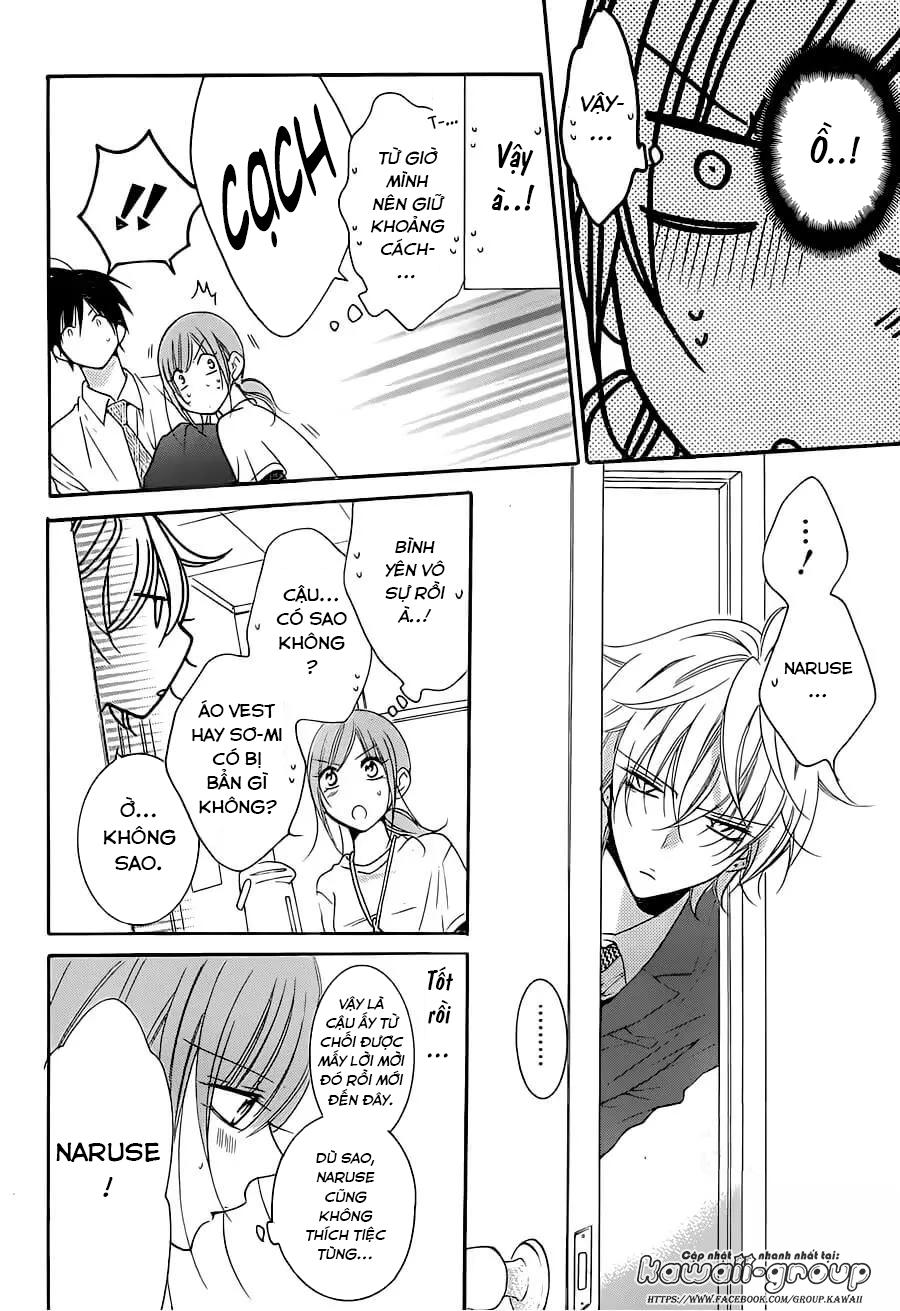 Ồ..!
VẬY-
...
Vậy
à..!
T-...
TỪ GIỜ
MÌNH
NÊN GIỮ
KHOẢNG
CÁCH-
...
CẠCH
!!
...!
NARUSE
...
BÌNH
YÊN VÔ
SỰ RỒI
À..!
CẬU...
CÓ SAO
KHÔNG
?
ÁO VEST
HAY SƠ-MI
CÓ BỊ
BẨN GÌ
KHÔNG?
Ờ...
KHÔNG
SAO.
.........
Tốt
rồi
...
VẬY LÀ
CẬU ẤY TỪ
CHỐI ĐƯỢC
MẤY LỜI MỜI
ĐÓ RỒI MỚI
ĐẾN ĐÂY.
DÙ SAO,
NARUSE
CŨNG
KHÔNG
THÍCH TIỆC
TÙNG...
NARUSE
!
Cập nhật nhanh nhất tại:
Kawaii-group
HTTPS://WWW.FACEBOOK.COM/GROUP.KAWAII